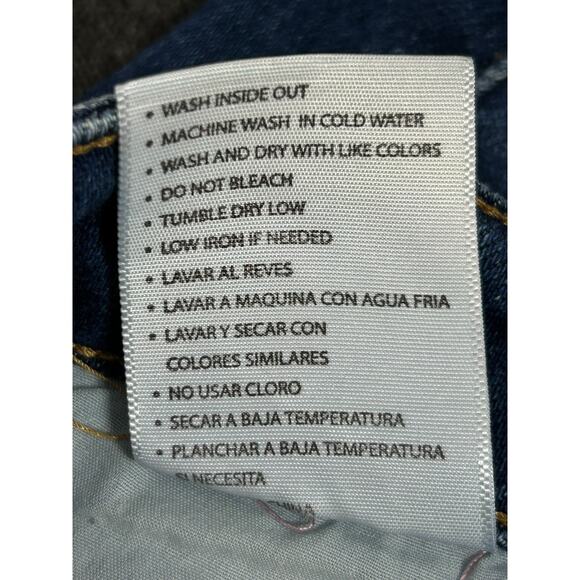 • WASH INSIDE OUT
• MACHINE WASH IN COLD WATER
• WASH AND DRY WITH LIKE COLORS
• DO NOT BLEACH
• TUMBLE DRY LOW
• LOW IRON IF NEEDED
• LAVAR AL REVES
• LAVAR A MAQUINA CON AGUA FRIA
• LAVAR Y SECAR CON
COLORES SIMILARES
• NO USAR CLORO
• SECAR A BAJA TEMPERATURA
• PLANCHAR A BAJA TEMPERATURA
SI NECESITA